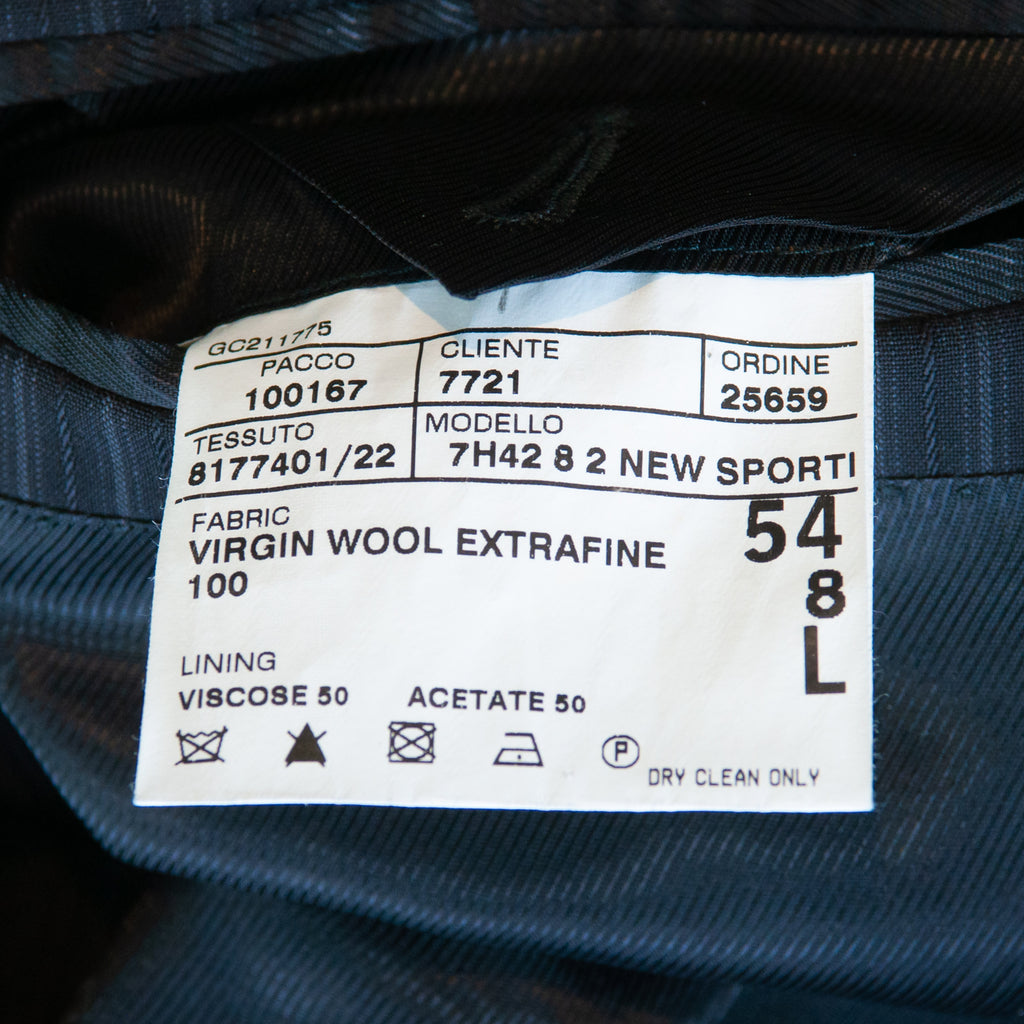 GC211775
PACCO
100167
CLIENTE
7721
ORDINE
25659
TESSUTO
8177401/22
MODELLO
7H42 8 2 NEW SPORTI
FABRIC
VIRGIN WOOL EXTRAFINE
100
54
8
L
LINING
VISCOSE 50 ACETATE 50
P
DRY CLEAN ONLY